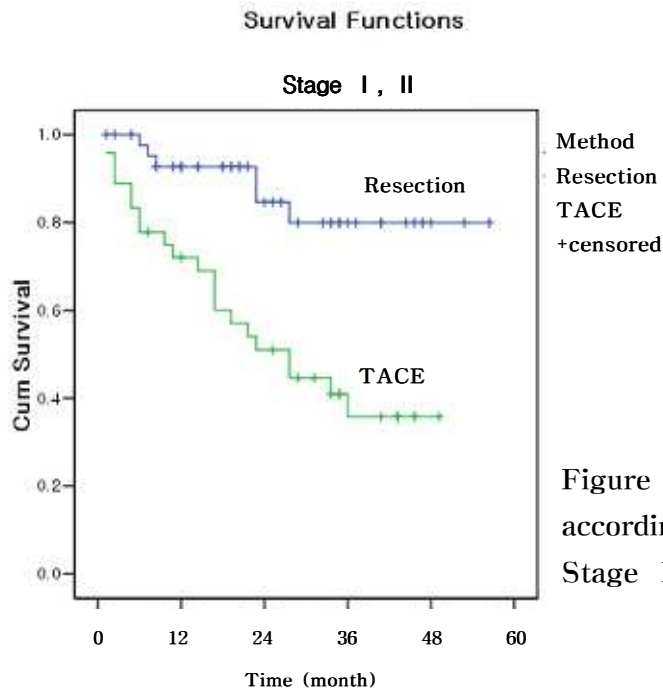 Survival Functions
Stage I , II
1.0
0.8
0.6
0.4
0.2
0.0
Cum Survival
Resection
TACE
Method
Resection
TACE
+censored
0 12 24 36 48 60
Time (month)
Figure
Stage